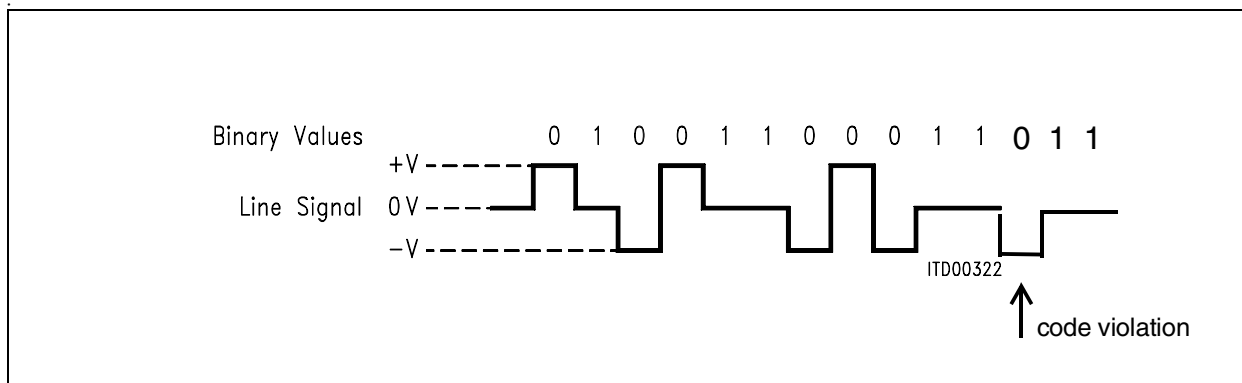 Binary Values 0 1 0 0 1 1 0 0 0 1 1 0 1 1
+V
Line Signal 0V
-V
ITD00322
code violation